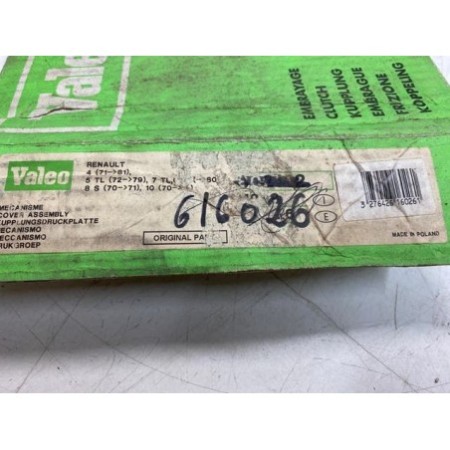 Valeo
EMBRAYAGE
CLUTCH
KUPPLUNG
EMBRAGUE
FRIZIONE
KOPPELING
Valeo
RENAULT
4 (71->81),
5 TL (72->79), 7 TL
8 S (70->71), 10 (70->
MECANISME
COVER ASSEMBLY
KUPPLUNGSDRUCKPLATTE
MECANISMO
MECCANISMO
DRUKGROEP
ORIGINAL
616026
I
E
MADE IN POLAND